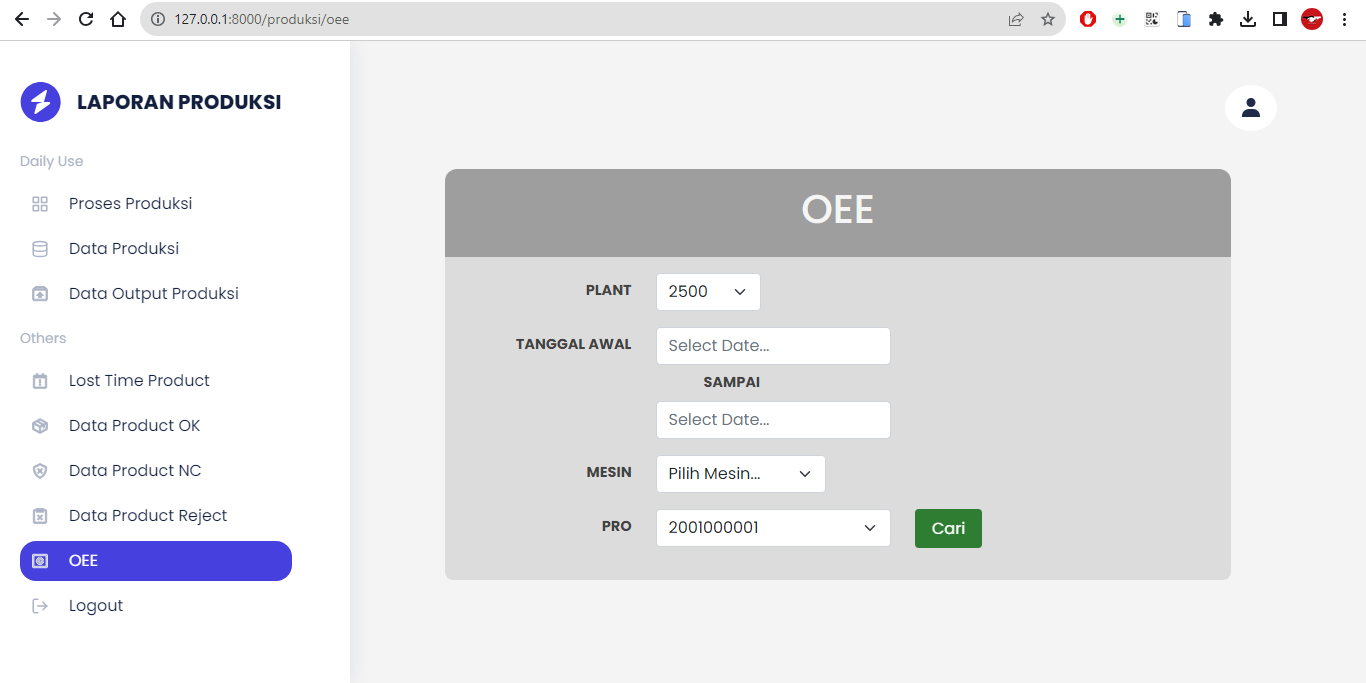 127.0.0.1:8000/produksi/oee
LAPORAN PRODUKSI
Daily Use
Proses Produksi
Data Produksi
Data Output Produksi
Others
Lost Time Product
Data Product OK
Data Product NC
Data Product Reject
OEE
Logout
OEE
PLANT 2500
TANGGAL AWAL Select Date...
SAMPAI
Select Date...
MESIN Pilih Mesin...
PRO 2001000001 Cari